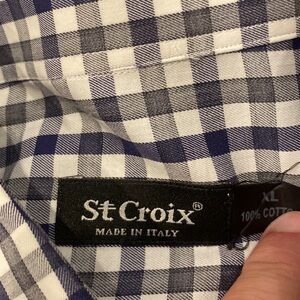 St Croix®
MADE IN ITALY
XL
100% COTTO